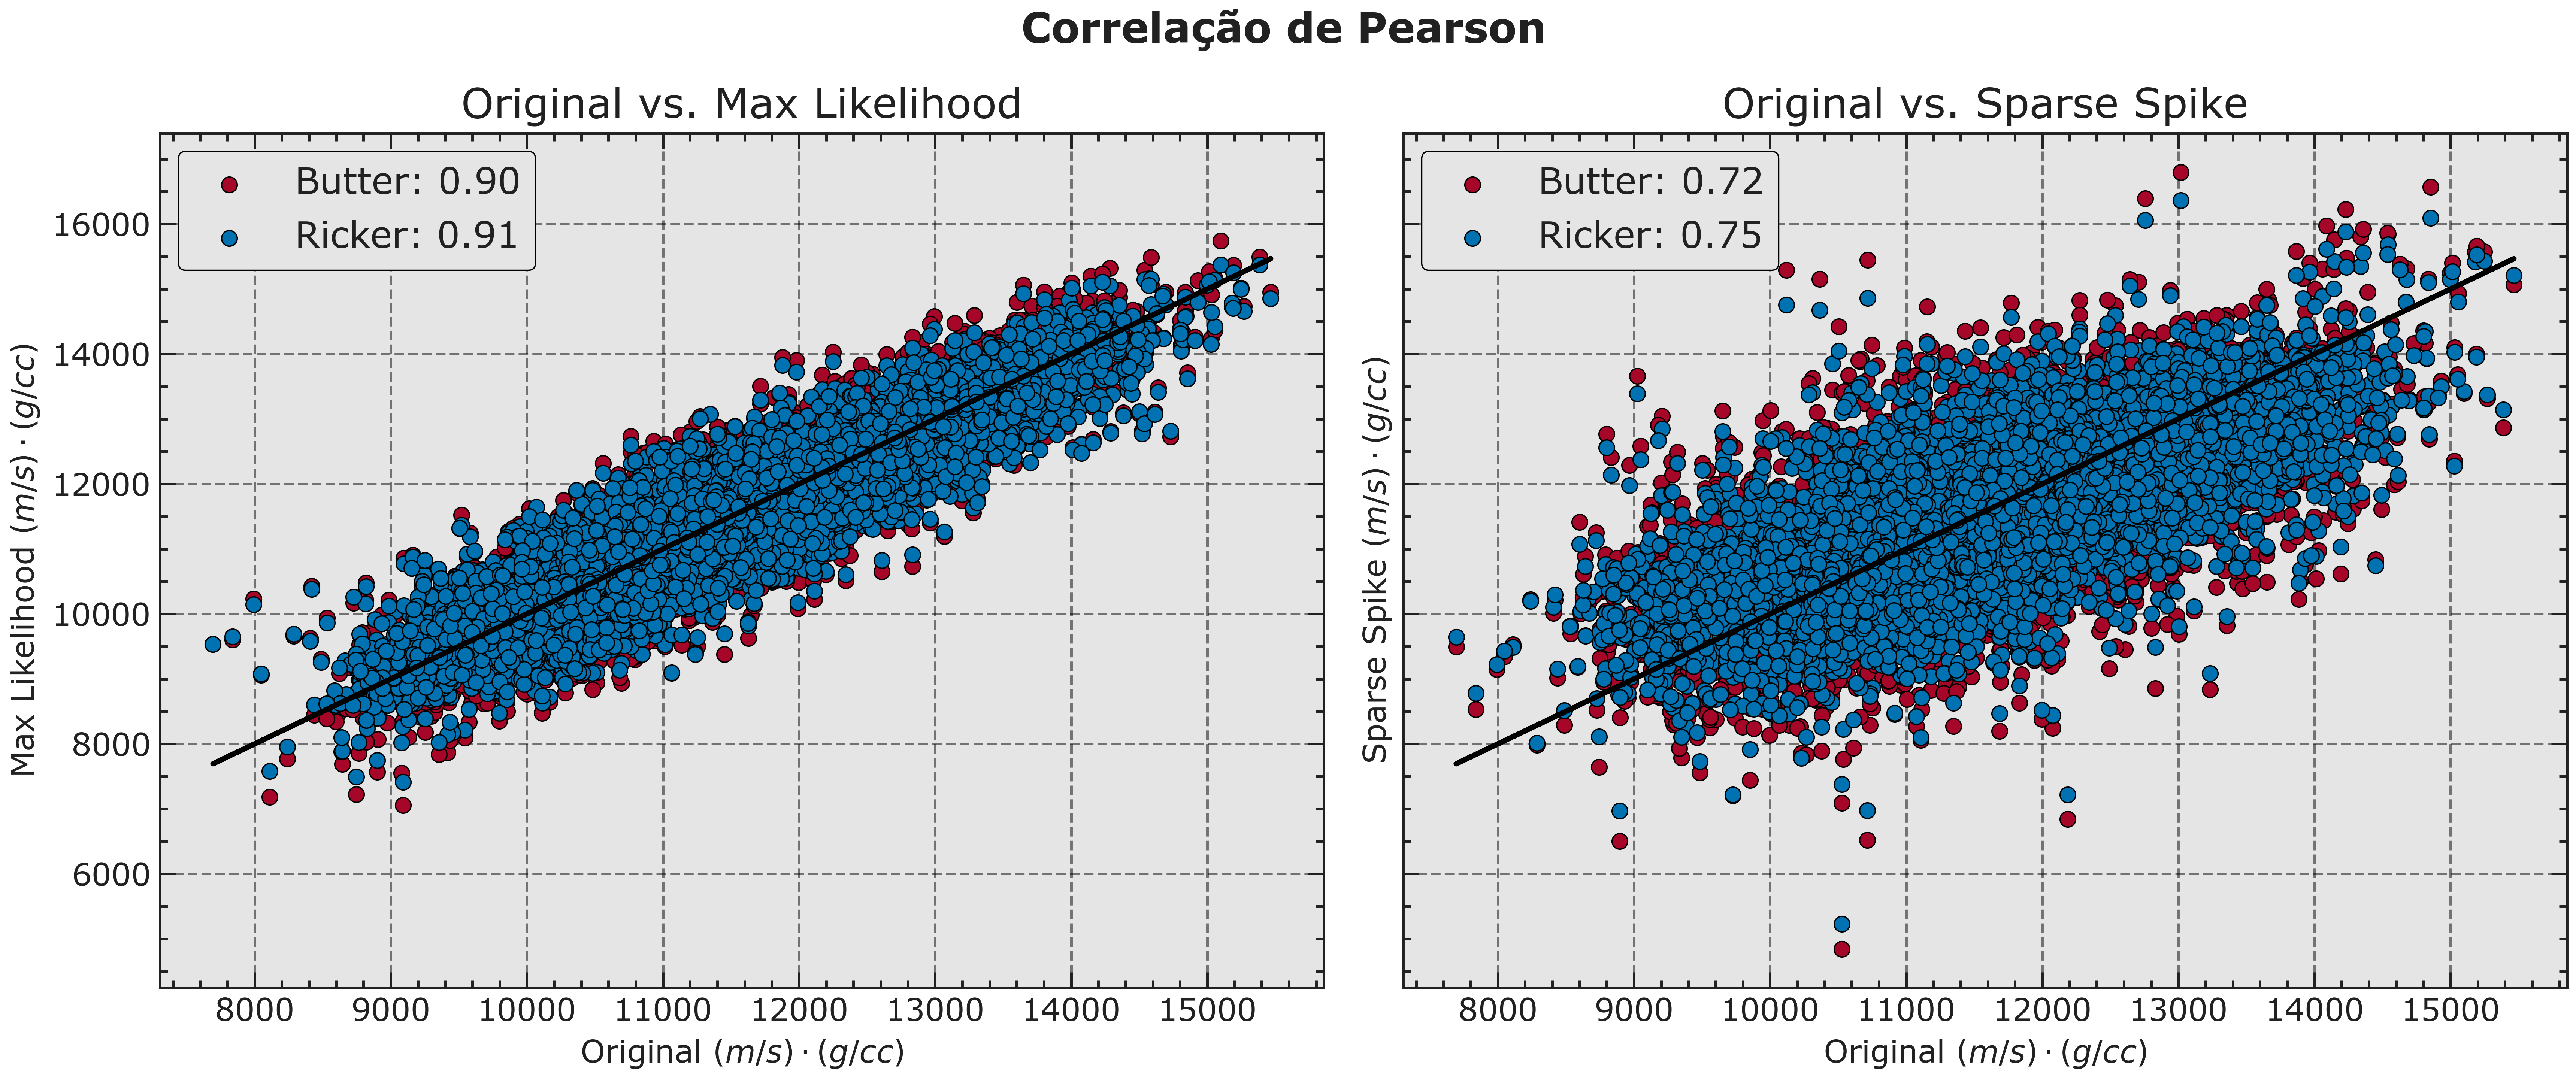 Correlação de Pearson
Original vs. Max Likelihood
Butter: 0.90
Ricker: 0.91
16000
14000
12000
10000
8000
6000
Max Likelihood (m/s) · (g/cc)
8000 9000 10000 11000 12000 13000 14000 15000
Original (m/s) · (g/cc)
Original vs. Sparse Spike
Butter: 0.72
Ricker: 0.75
Sparse Spike (m/s) · (g/cc)
8000 9000 10000 11000 12000 13000 14000 15000
Original (m/s) · (g/cc)